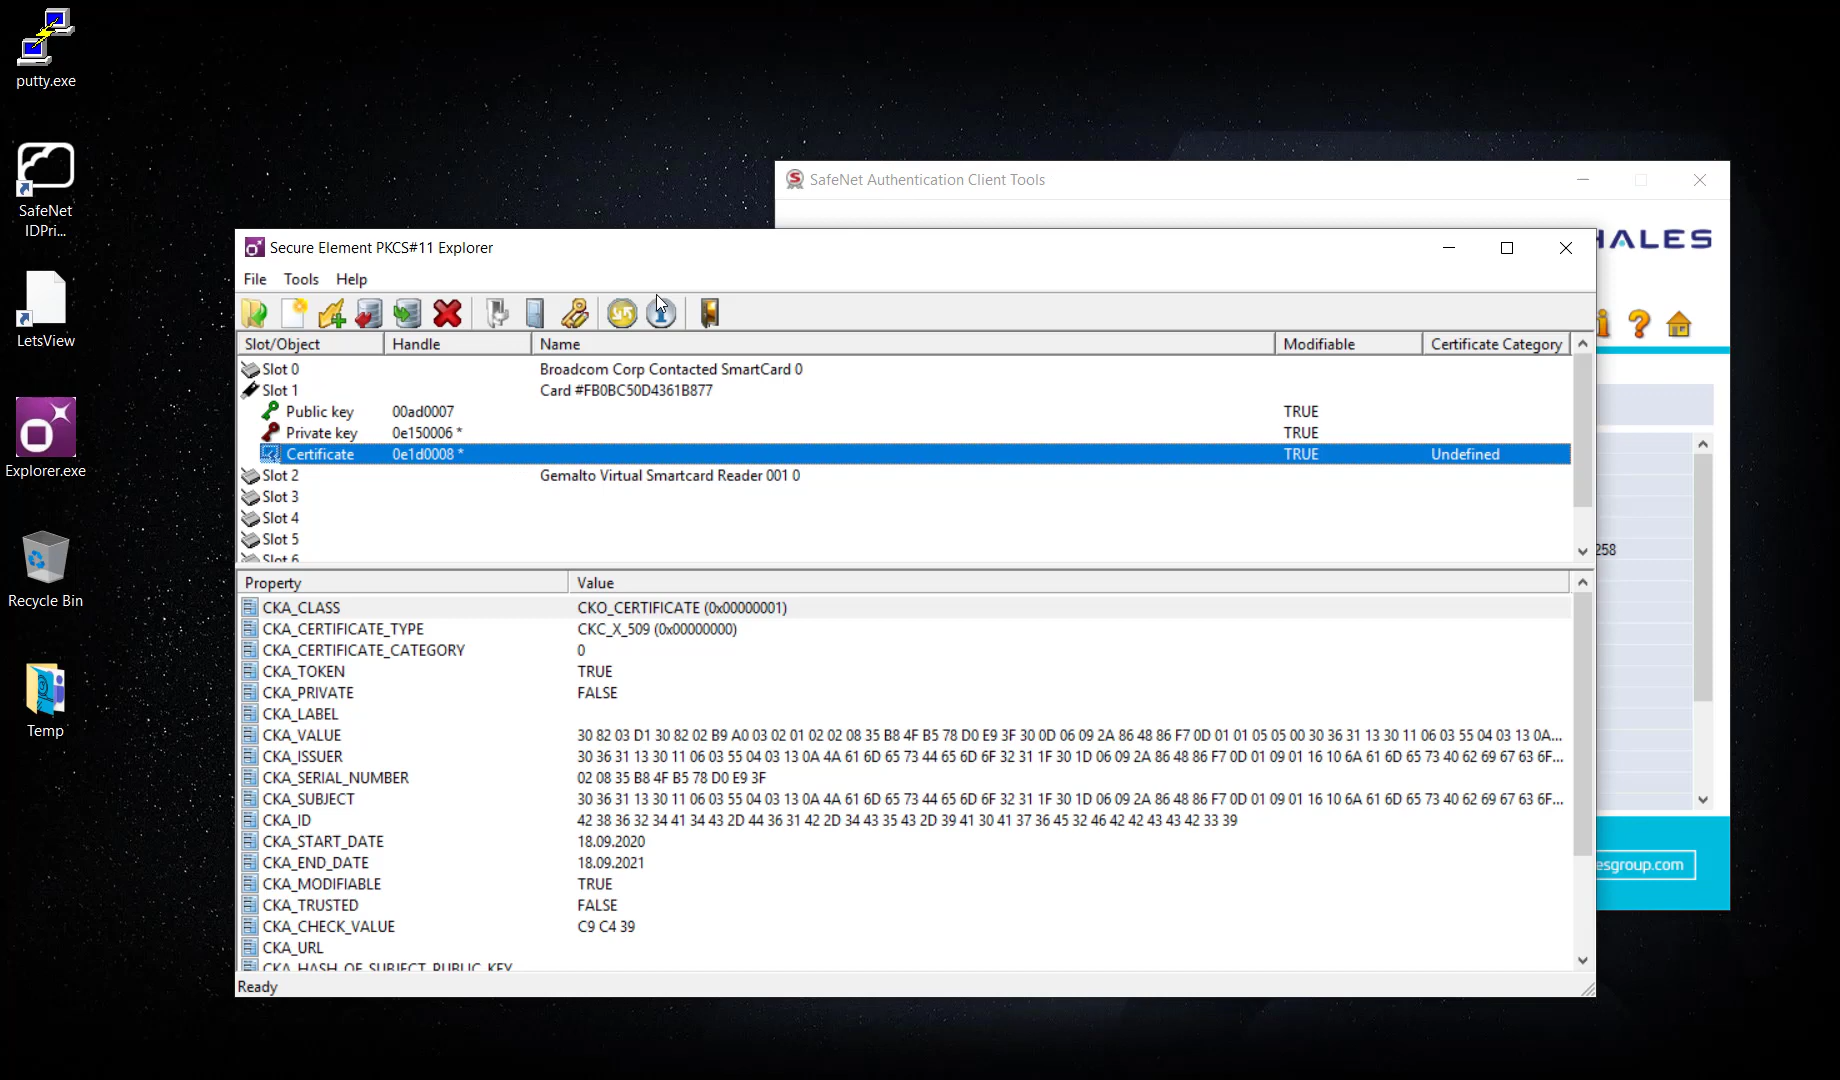 putty.exe
SafeNet
IDPri...
LetsView
Explorer.exe
Recycle Bin
Temp
SafeNet Authentication Client Tools
HALES
258
esgroup.com
Secure Element PKCS#11 Explorer
File Tools Help
Slot/Object Handle Name Modifiable Certificate Category
Slot 0 Broadcom Corp Contacted SmartCard 0
Slot 1 Card #FB0BC50D4361B877
Public key 00ad0007 TRUE
Private key 0e150006 * TRUE
Certificate 0e1d0008 * TRUE Undefined
Slot 2 Gemalto Virtual Smartcard Reader 001 0
Slot 3
Slot 4
Slot 5
Slot 6
Property Value
CKA_CLASS CKO_CERTIFICATE (0x00000001)
CKA_CERTIFICATE_TYPE CKC_X_509 (0x00000000)
CKA_CERTIFICATE_CATEGORY 0
CKA_TOKEN TRUE
CKA_PRIVATE FALSE
CKA_LABEL
CKA_VALUE 30 82 03 D1 30 82 02 B9 A0 03 02 01 02 02 08 35 B8 4F B5 78 D0 E9 3F 30 0D 06 09 2A 86 48 86 F7 0D 01 01 05 05 00 30 36 31 13 30 11 06 03 55 04 03 13 0A...
CKA_ISSUER 30 36 31 13 30 11 06 03 55 04 03 13 0A 4A 61 6D 65 73 44 65 6D 6F 32 31 1F 30 1D 06 09 2A 86 48 86 F7 0D 01 09 01 16 10 6A 61 6D 65 73 40 62 69 67 63 6F...
CKA_SERIAL_NUMBER 02 08 35 B8 4F B5 78 D0 E9 3F
CKA_SUBJECT 30 36 31 13 30 11 06 03 55 04 03 13 0A 4A 61 6D 65 73 44 65 6D 6F 32 31 1F 30 1D 06 09 2A 86 48 86 F7 0D 01 09 01 16 10 6A 61 6D 65 73 40 62 69 67 63 6F...
CKA_ID 42 38 36 32 34 41 34 43 2D 44 36 31 42 2D 34 43 35 43 2D 39 41 30 41 37 36 45 32 46 42 42 43 43 42 33 39
CKA_START_DATE 18.09.2020
CKA_END_DATE 18.09.2021
CKA_MODIFIABLE TRUE
CKA_TRUSTED FALSE
CKA_CHECK_VALUE C9 C4 39
CKA_URL
CKA_HASH_OF_SUBJECT_PUBLIC_KEY
Ready